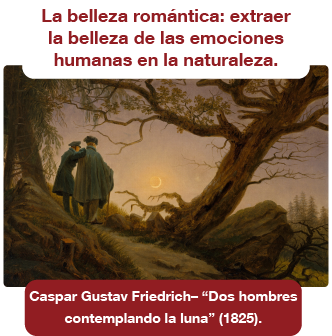 La belleza romántica: extraer
la belleza de las emociones
humanas en la naturaleza.
Caspar Gustav Friedrich– “Dos hombres
contemplando la luna” (1825).